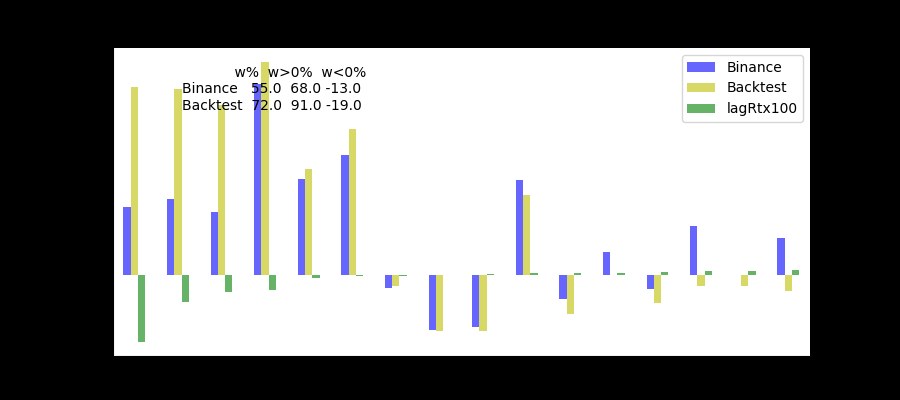 w%  w>0%  w<0%
Binance   55.0  68.0 -13.0
Backtest  72.0  91.0 -19.0
Binance
Backtest
lagRtx100